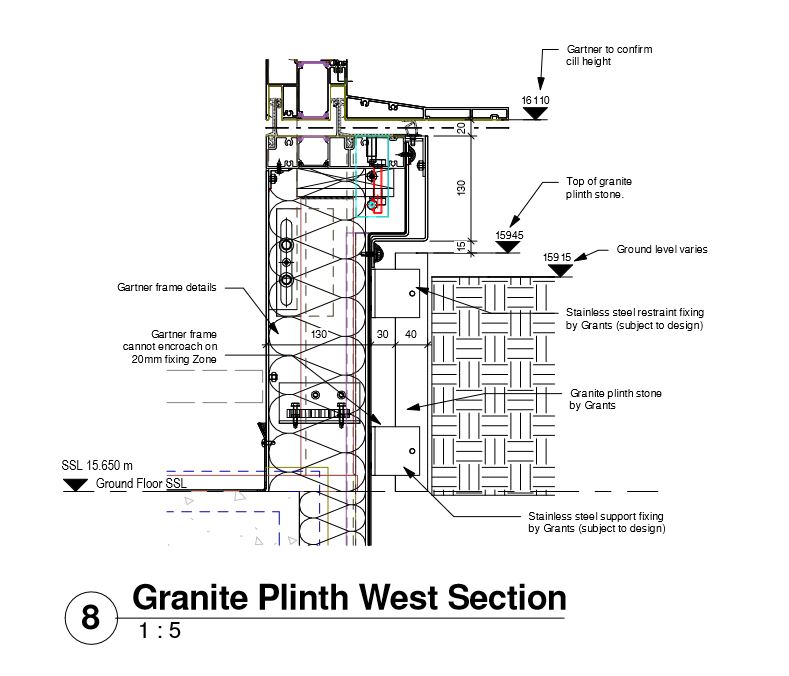 Gartner to confirm
cill height
16110
20
130
Top of granite
plinth stone.
15945
15
Ground level varies
15915
Gartner frame details
Stainless steel restraint fixing
by Grants (subject to design)
Gartner frame
cannot encroach on
20mm fixing Zone
130
30
40
Granite plinth stone
by Grants
SSL 15.650 m
Ground Floor SSL
Stainless steel support fixing
by Grants (subject to design)
8
Granite Plinth West Section
1 : 5